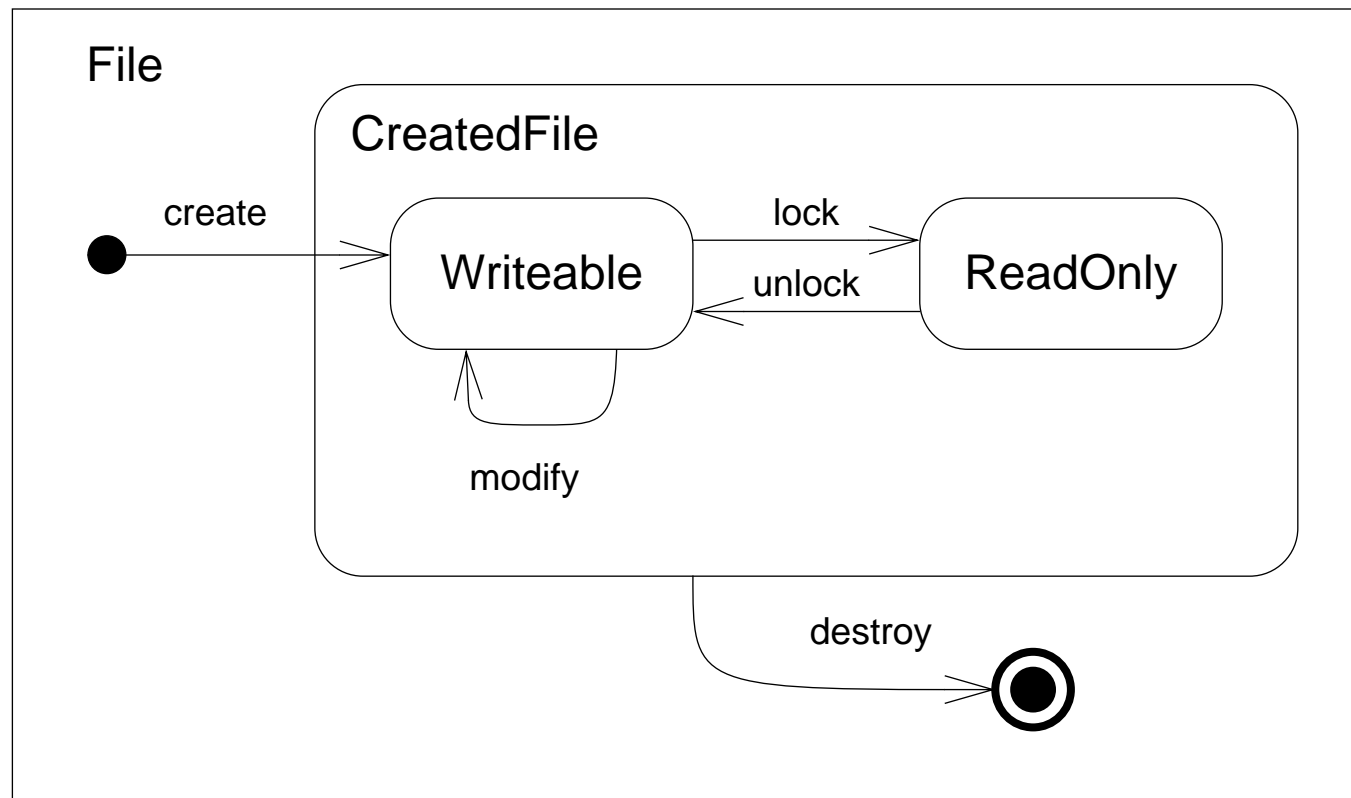 File
CreatedFile
create
lock
Writeable
unlock
ReadOnly
modify
destroy